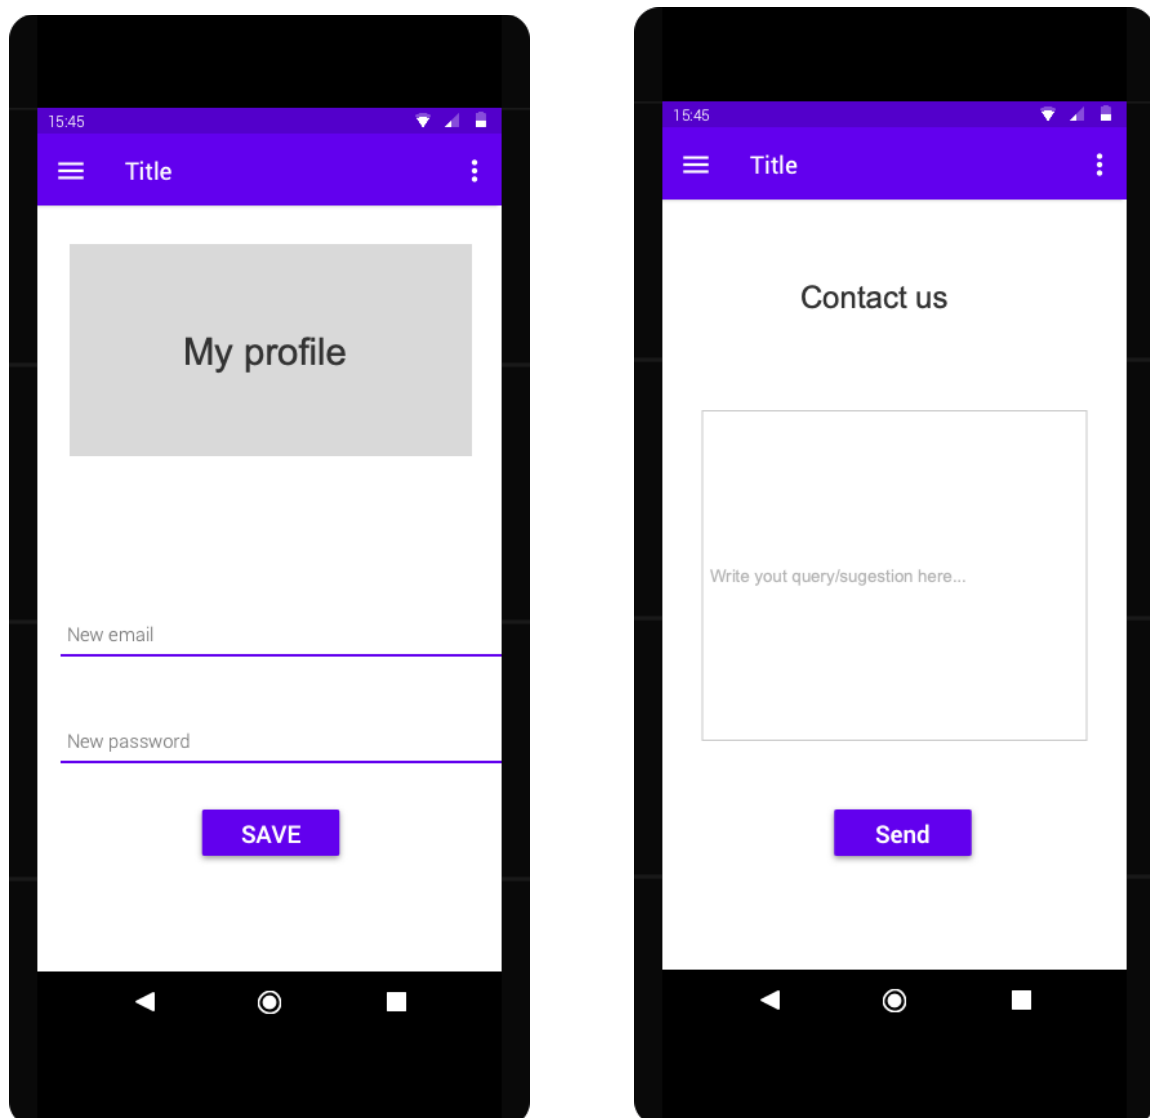 15:45
Title
My profile
New email
New password
SAVE
15:45
Title
Contact us
Write yout query/sugestion here...
Send